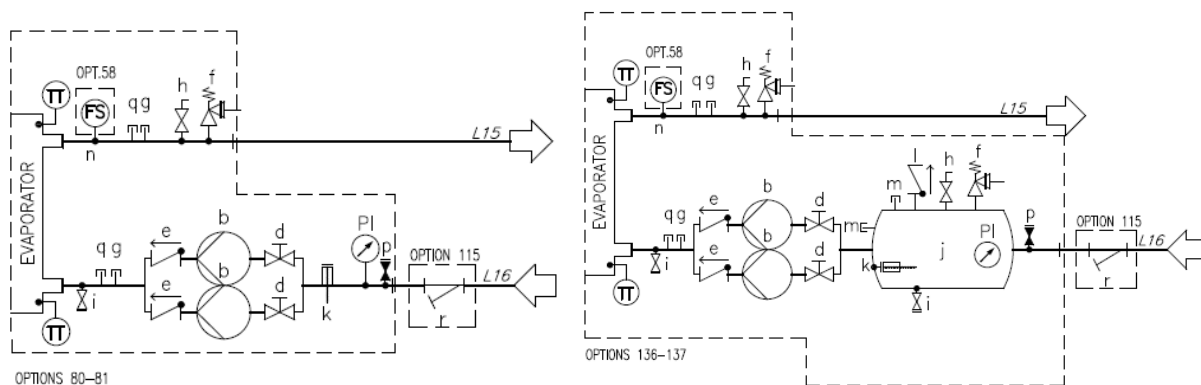 OPT.58
TT
FS
q g
h
f
n
L15
EVAPORATOR
b
d
e
q g
PI
p
OPTION 115
L16
b
e
d
i
k
r
TT
OPTIONS 80-81
OPT.58
TT
FS
q g
h
f
n
L15
EVAPORATOR
b
d
e
q g
m
m
l
h
f
PI
j
p
OPTION 115
L16
b
e
d
k
i
i
r
TT
OPTIONS 136-137